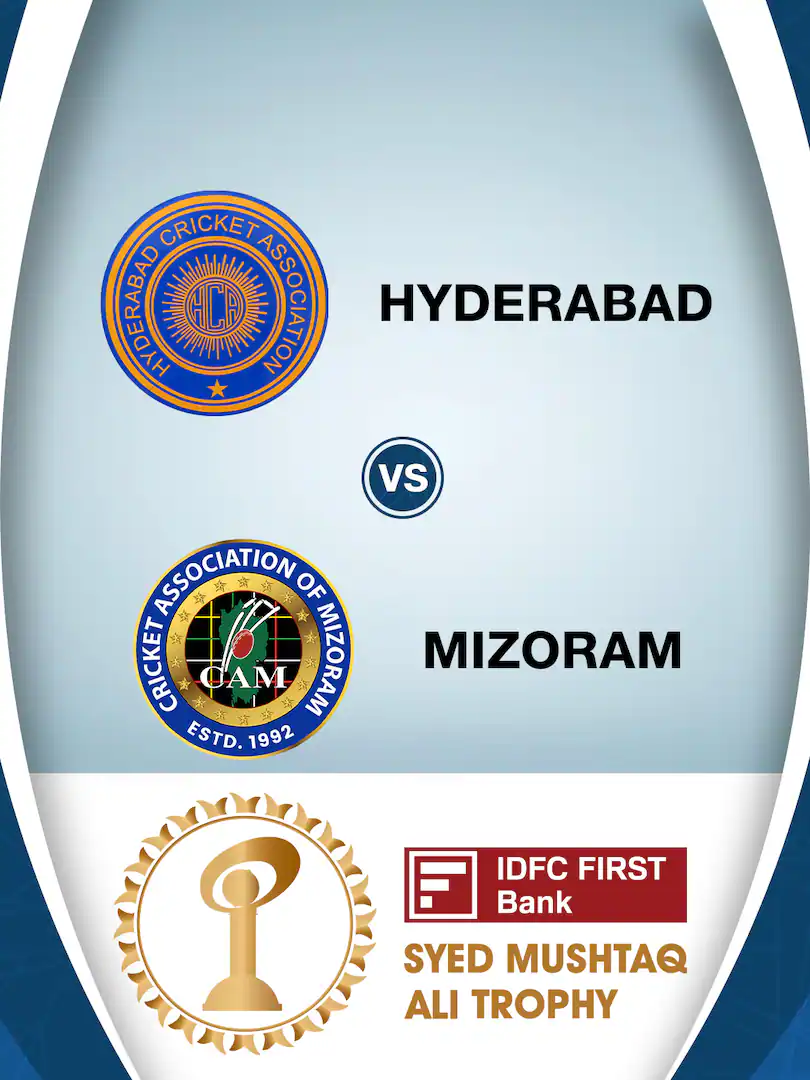 HYDERABAD CRICKET ASSOCIATION
HCA
HYDERABAD
VS
CRICKET ASSOCIATION OF MIZORAM
CAM
ESTD. 1992
MIZORAM
IDFC FIRST
Bank
SYED MUSHTAQ
ALI TROPHY